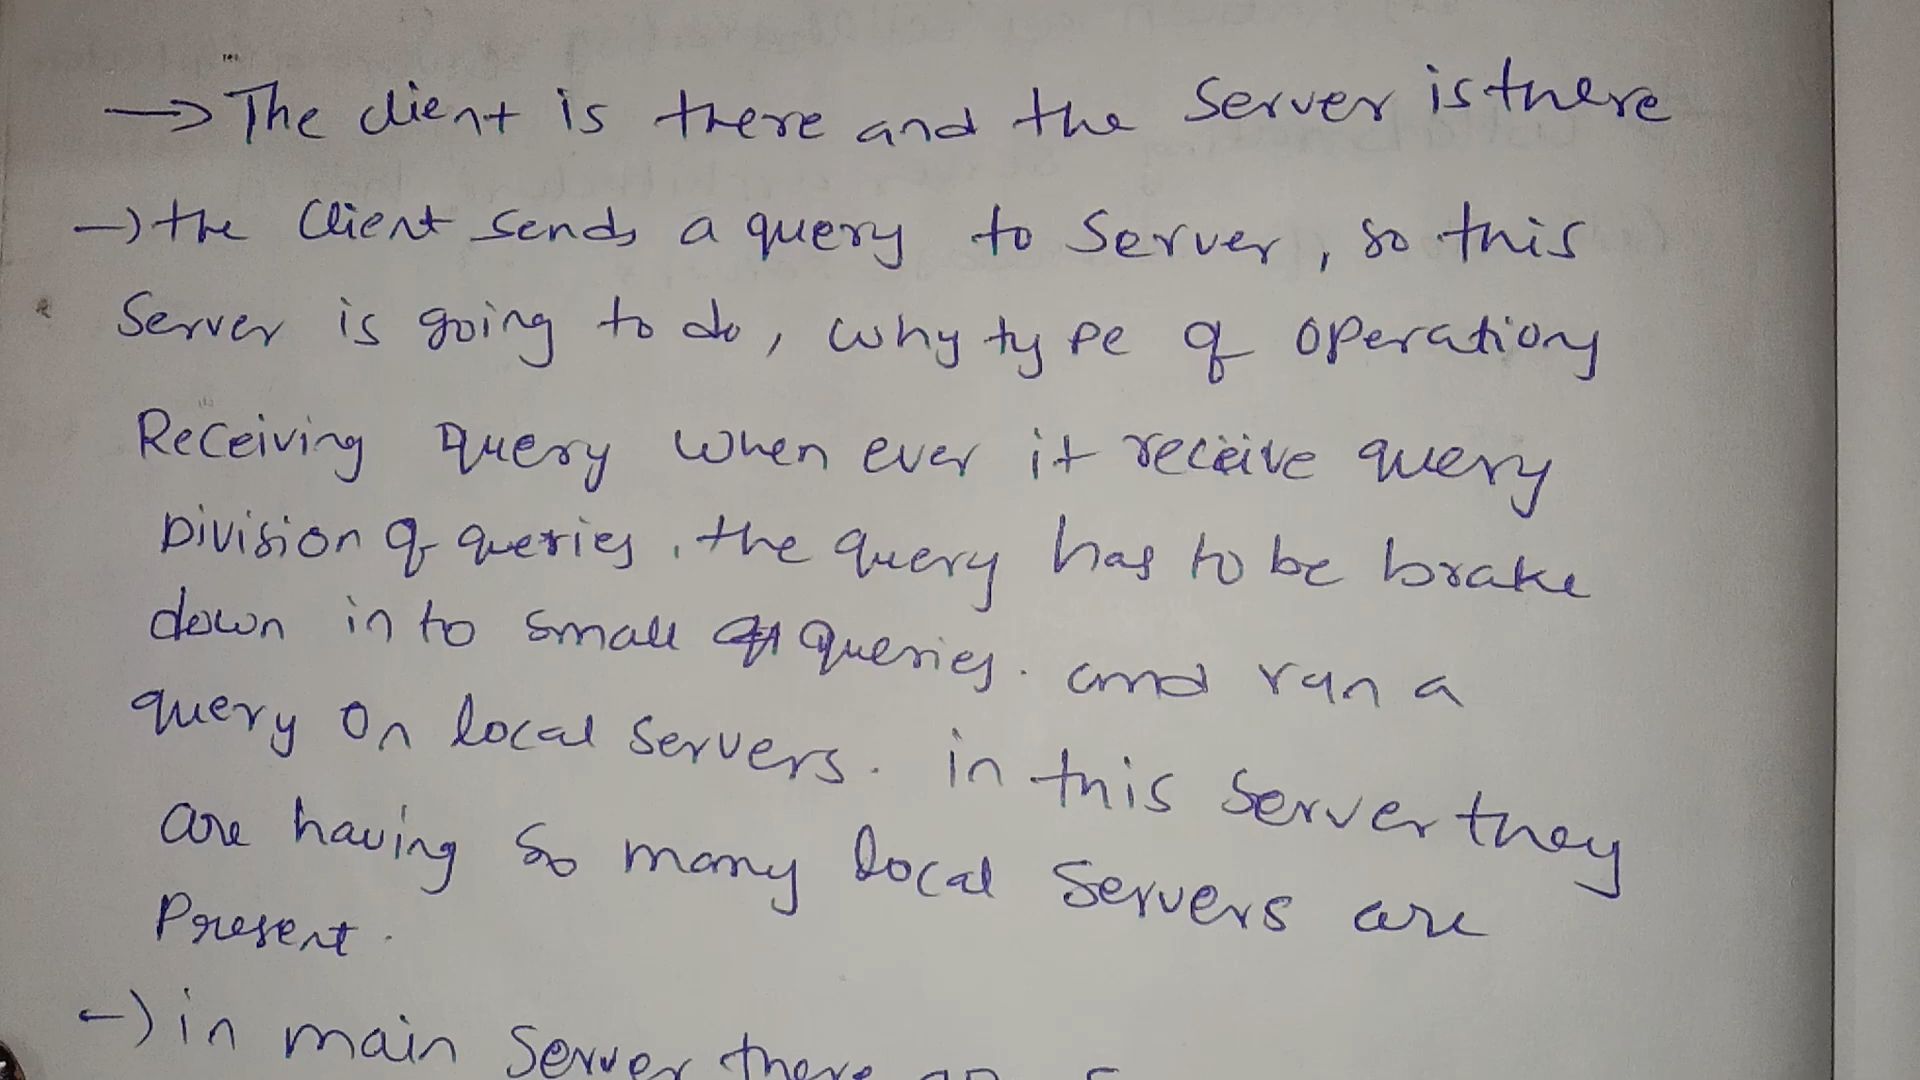 → The client is there and the Server is there
→ the Client sends a query to Server, so this
Server is going to do, why type of operations
Receiving Query when ever it receive query
Division of queries, the query has to be brake
down in to small queries. and run a
query on local servers. in this server they
are having so many local servers are
Present.
→ in main Server there